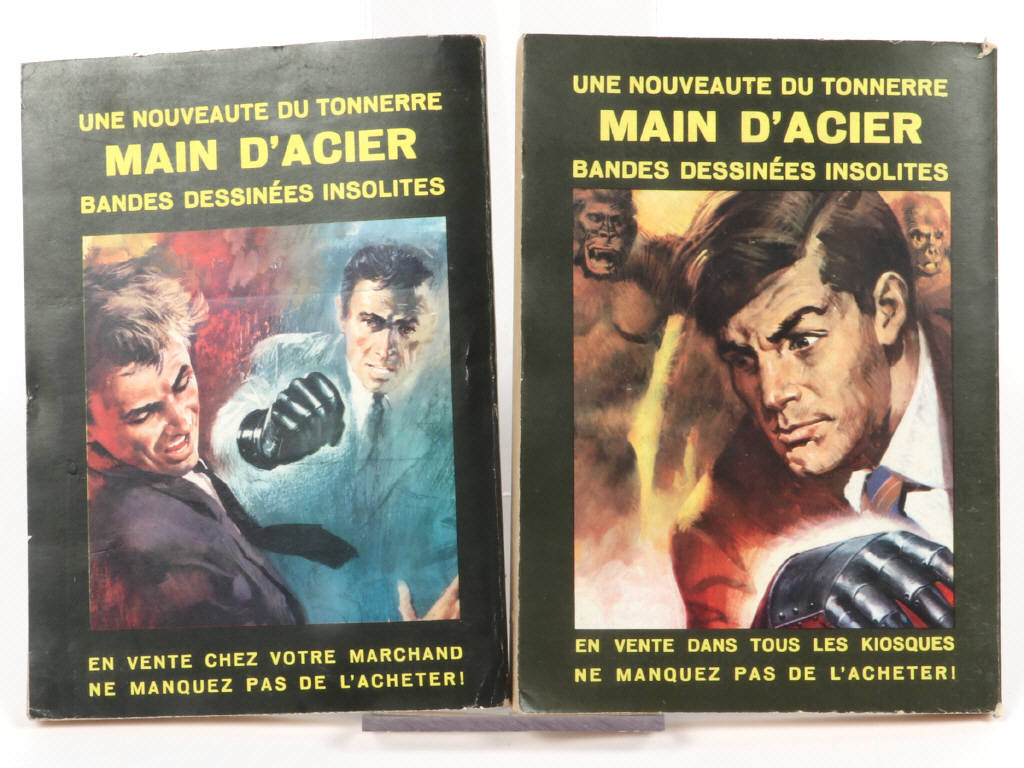 UNE NOUVEAUTE DU TONNERRE
MAIN D'ACIER
BANDES DESSINÉES INSOLITES
EN VENTE CHEZ VOTRE MARCHAND
NE MANQUEZ PAS DE L'ACHETER!
UNE NOUVEAUTE DU TONNERRE
MAIN D'ACIER
BANDES DESSINÉES INSOLITES
EN VENTE DANS TOUS LES KIOSQUES
NE MANQUEZ PAS DE L'ACHETER!